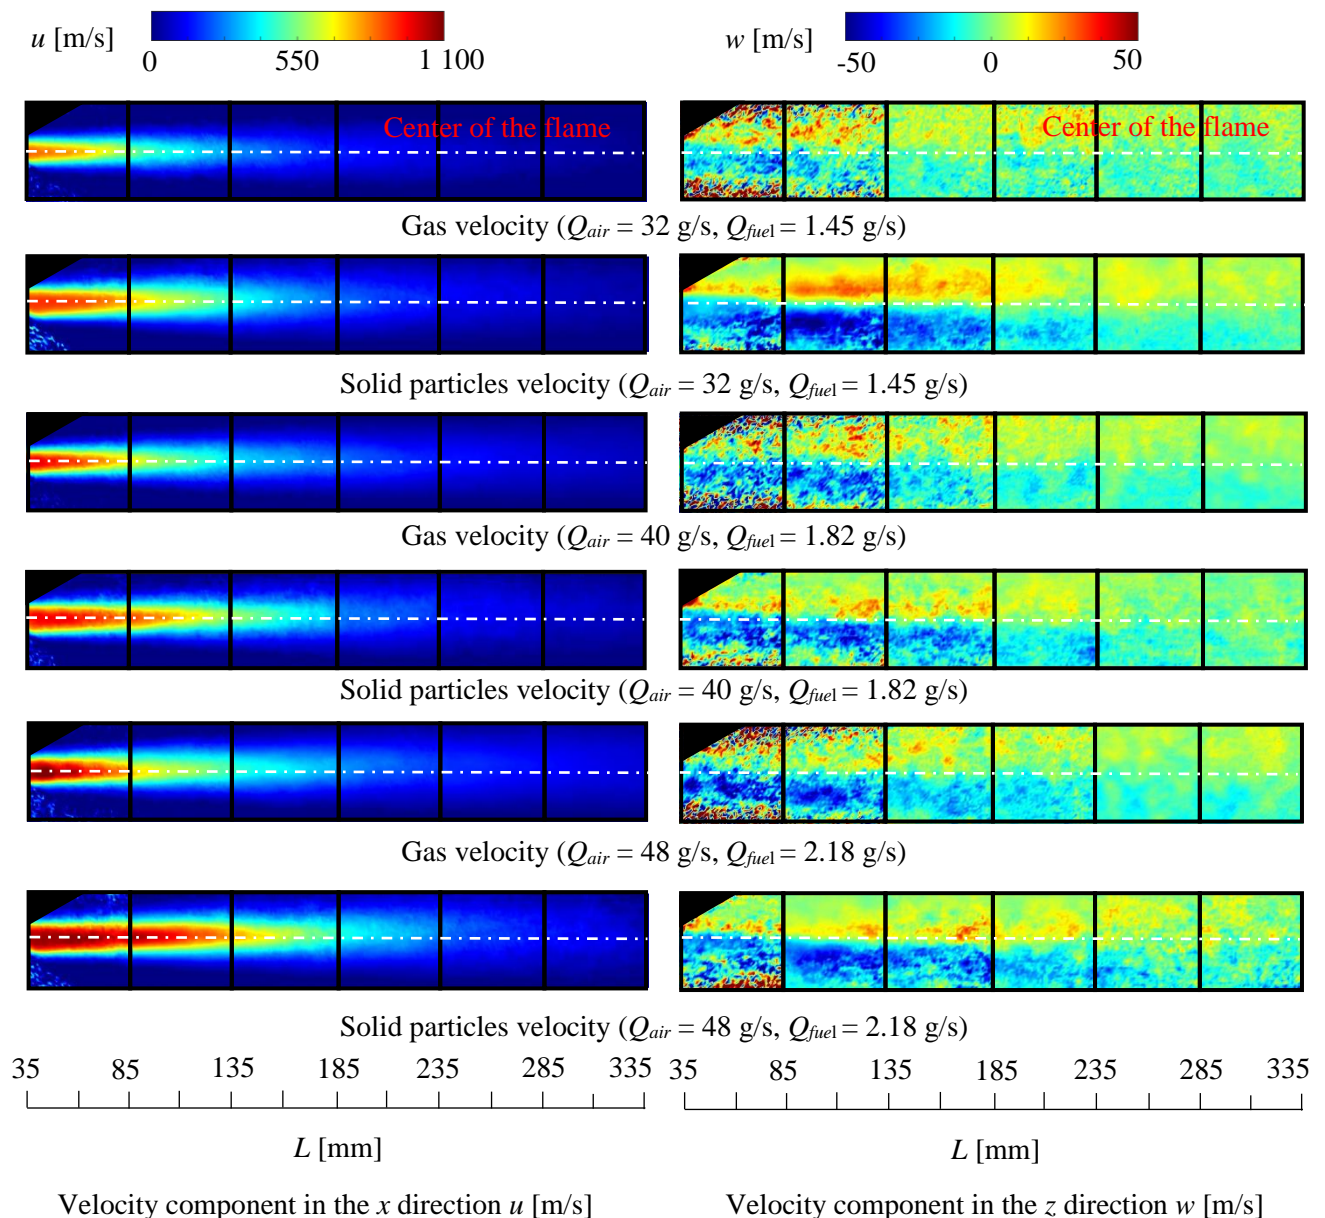 u [m/s]
0 550 1 100
w [m/s]
-50 0 50
Center of the flame
Center of the flame
Gas velocity (Qair = 32 g/s, Qfuel = 1.45 g/s)
Solid particles velocity (Qair = 32 g/s, Qfuel = 1.45 g/s)
Gas velocity (Qair = 40 g/s, Qfuel = 1.82 g/s)
Solid particles velocity (Qair = 40 g/s, Qfuel = 1.82 g/s)
Gas velocity (Qair = 48 g/s, Qfuel = 2.18 g/s)
Solid particles velocity (Qair = 48 g/s, Qfuel = 2.18 g/s)
35 85 135 185 235 285 335
35 85 135 185 235 285 335
L [mm]
L [mm]
Velocity component in the x direction u [m/s]
Velocity component in the z direction w [m/s]